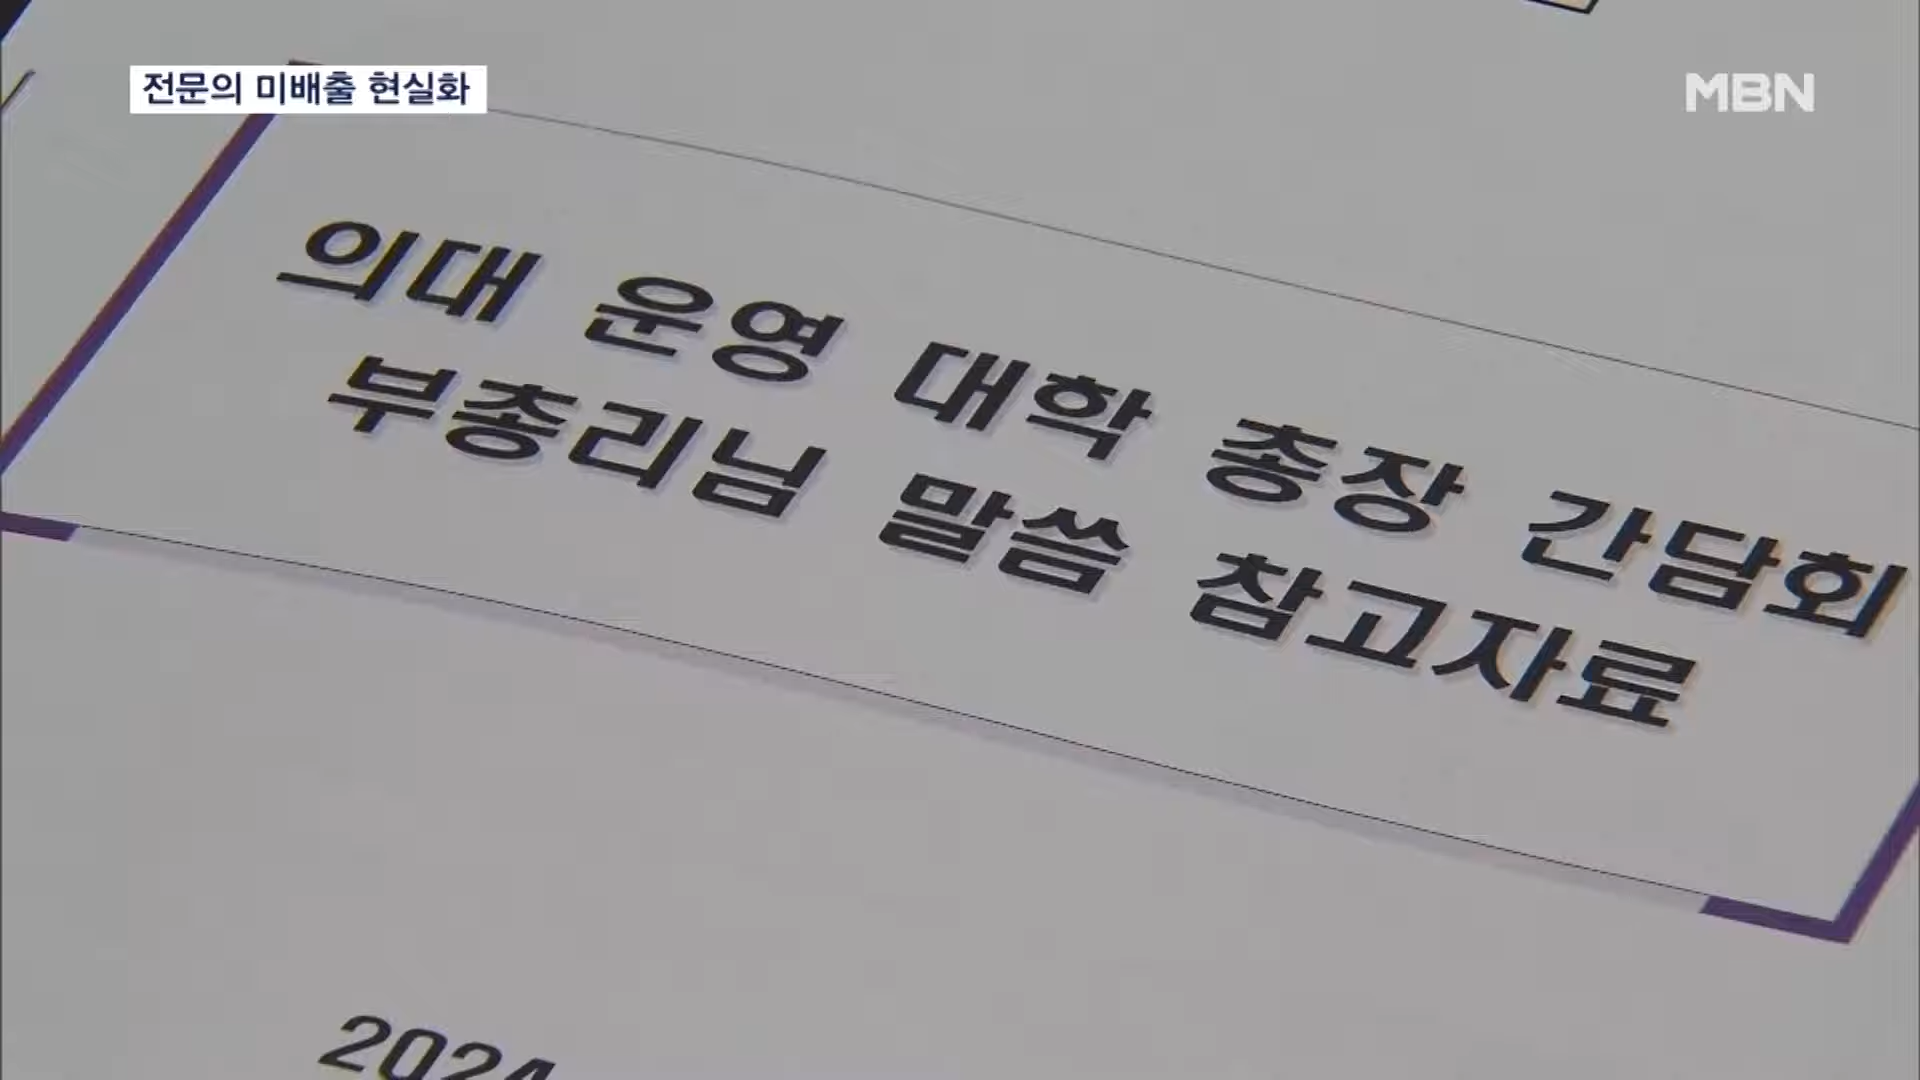 전문의 미배출 현실화
MBN
의대 운영 대학 총장 간담회
부총리님 말씀 참고자료
2024